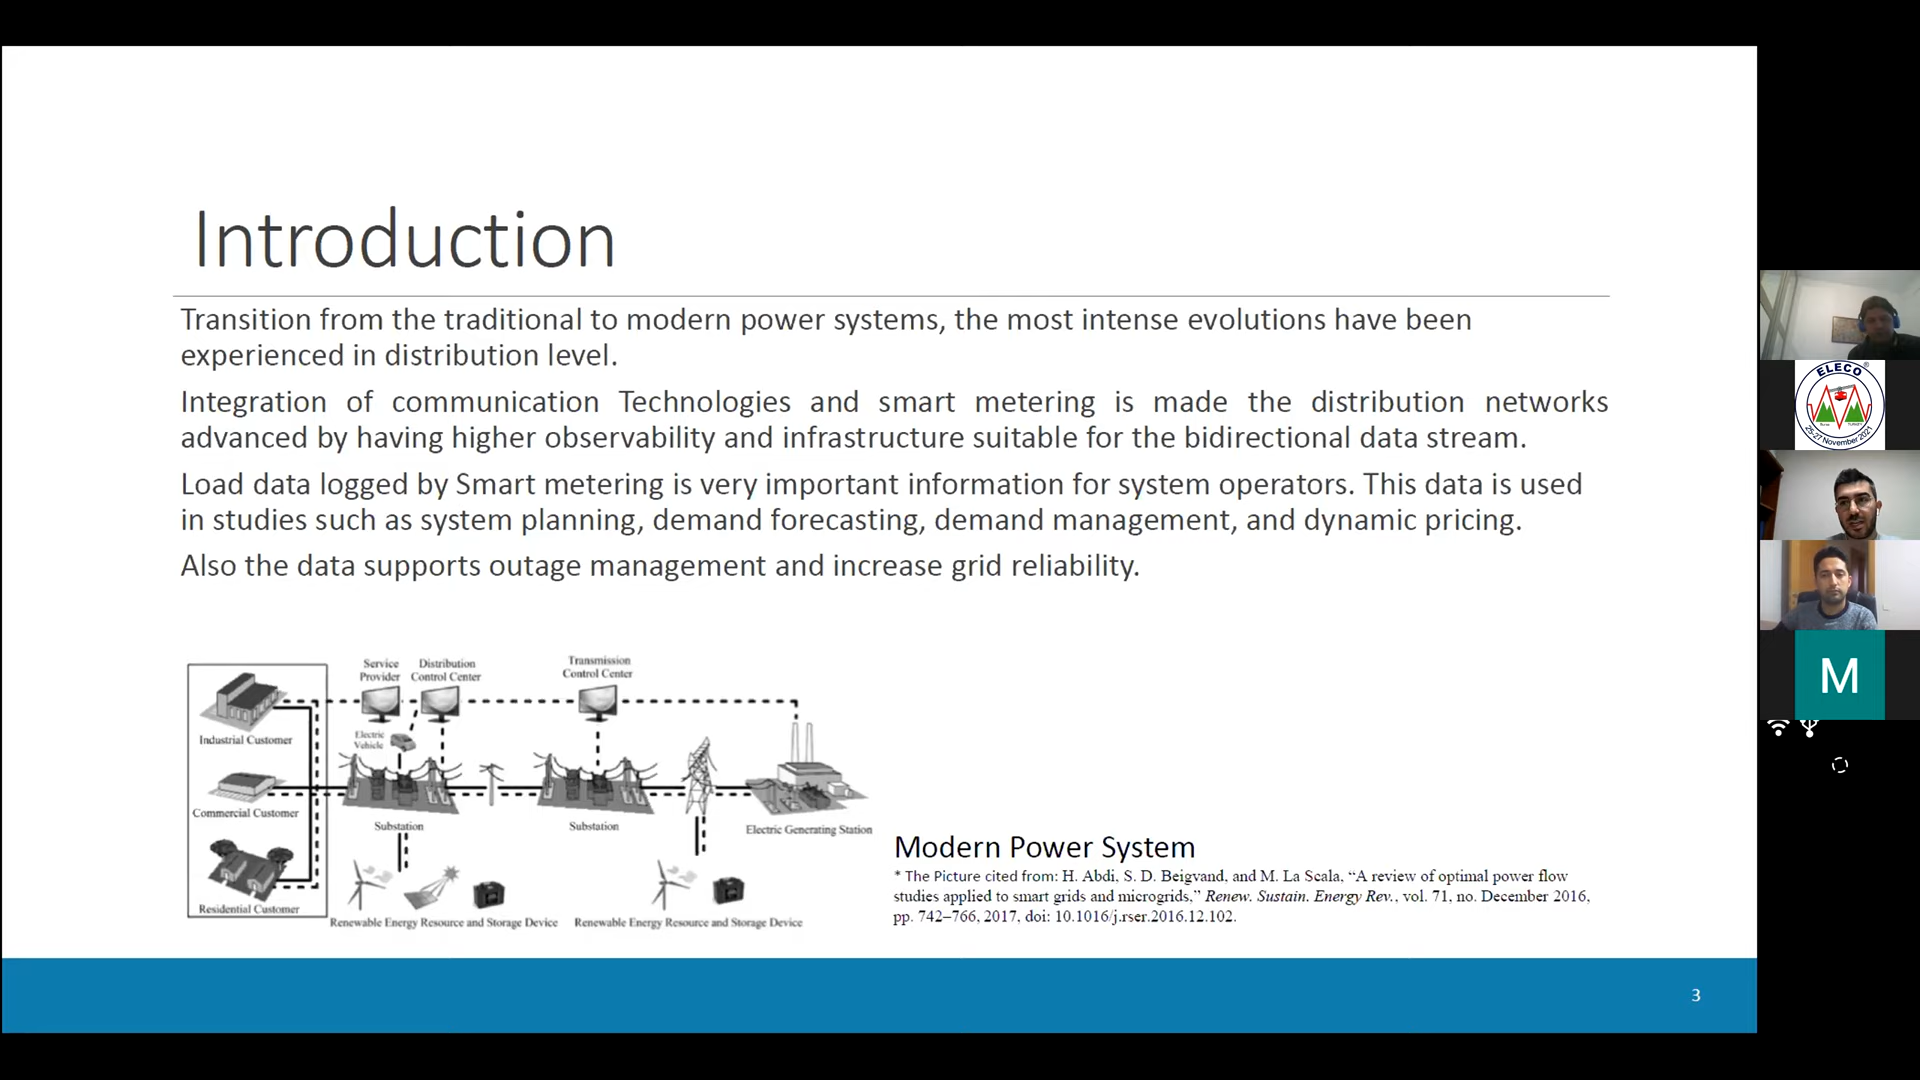 Introduction
Transition from the traditional to modern power systems, the most intense evolutions have been
experienced in distribution level.
Integration of communication Technologies and smart metering is made the distribution networks
advanced by having higher observability and infrastructure suitable for the bidirectional data stream.
Load data logged by Smart metering is very important information for system operators. This data is used
in studies such as system planning, demand forecasting, demand management, and dynamic pricing.
Also the data supports outage management and increase grid reliability.
Service
Provider
Distribution
Control Center
Transmission
Control Center
Industrial Customer
Electric
Vehicle
Commercial Customer
Substation
Substation
Electric Generating Station
Residential Customer
Renewable Energy Resource and Storage Device
Renewable Energy Resource and Storage Device
Modern Power System
* The Picture cited from: H. Abdi, S. D. Beigvand, and M. La Scala, “A review of optimal power flow
studies applied to smart grids and microgrids,” Renew. Sustain. Energy Rev., vol. 71, no. December 2016,
pp. 742–766, 2017, doi: 10.1016/j.rser.2016.12.102.
3
ELECO®
25-27 November 2021
M